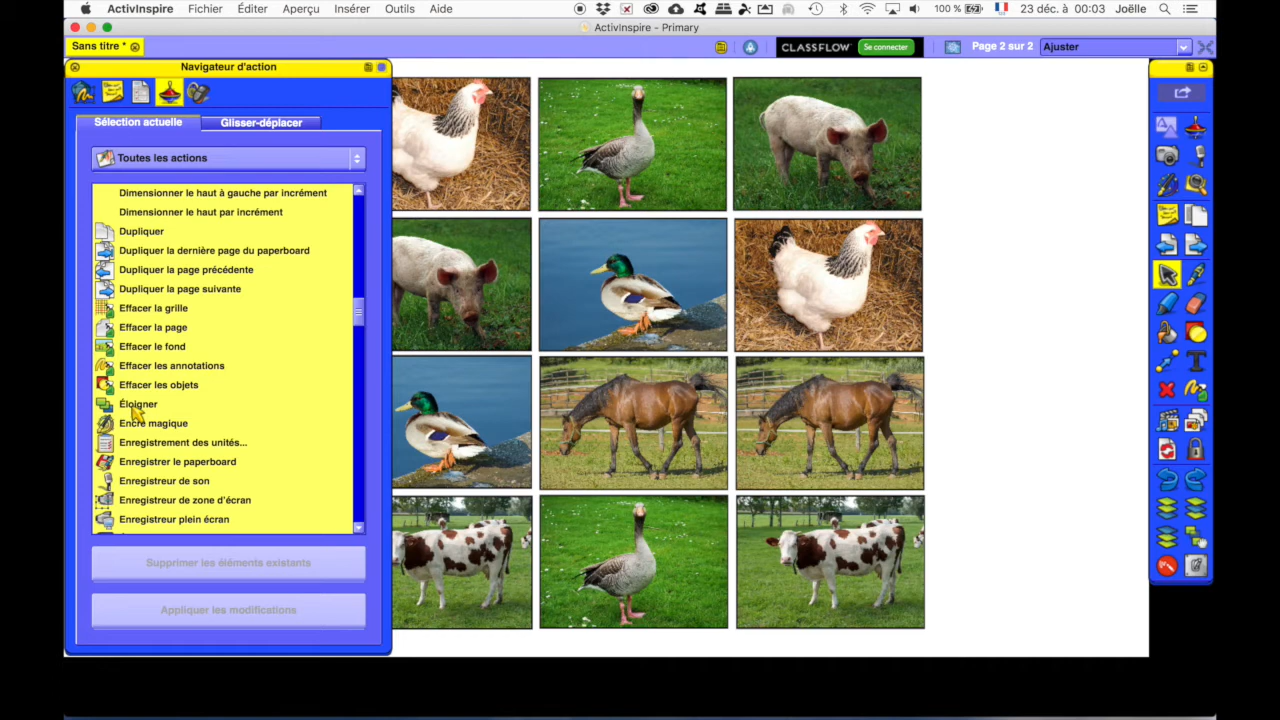 ActivInspire Fichier Éditer Aperçu Insérer Outils Aide 100 % 23 déc. à 00:03 Joëlle
ActivInspire - Primary
Sans titre * CLASSFLOW Se connecter Page 2 sur 2 Ajuster
Navigateur d'action
Sélection actuelle Glisser-déplacer
Toutes les actions
Dimensionner le haut à gauche par incrément
Dimensionner le haut par incrément
Dupliquer
Dupliquer la dernière page du paperboard
Dupliquer la page précédente
Dupliquer la page suivante
Effacer la grille
Effacer la page
Effacer le fond
Effacer les annotations
Effacer les objets
Éloigner
Encre magique
Enregistrement des unités...
Enregistrer le paperboard
Enregistreur de son
Enregistreur de zone d'écran
Enregistreur plein écran
Supprimer les éléments existants
Appliquer les modifications